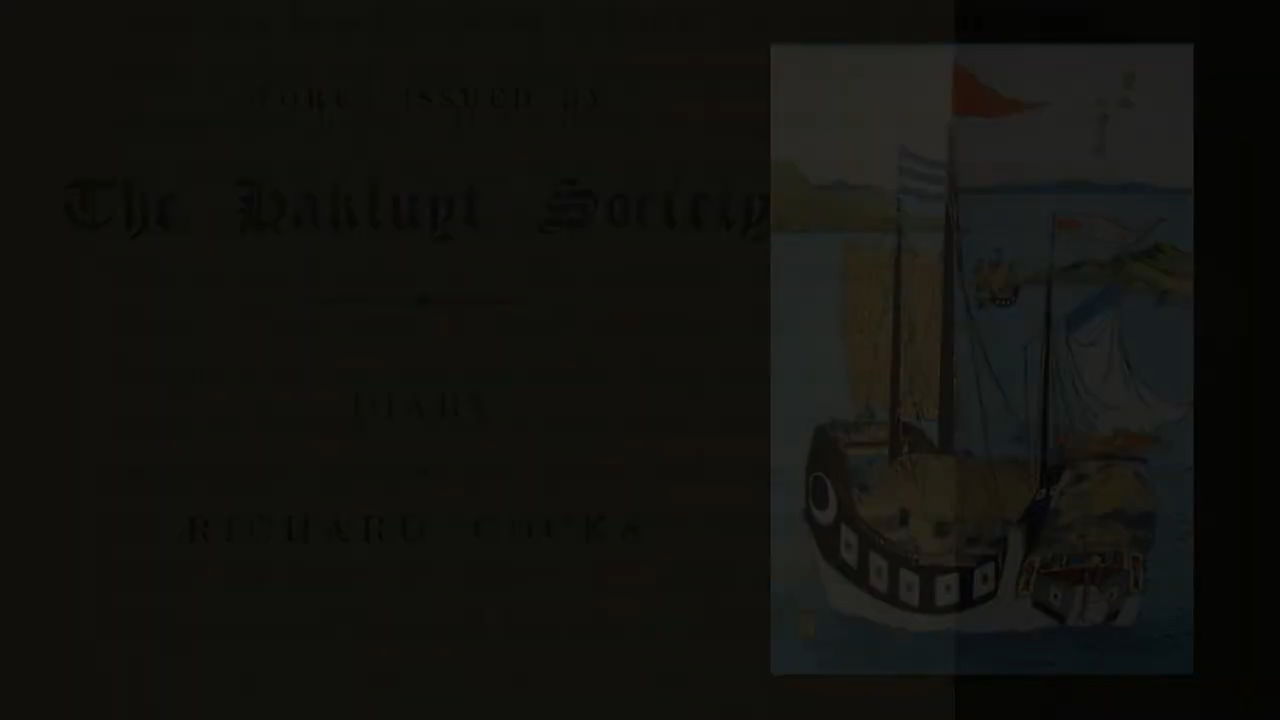 WORKS ISSUED BY
The Hakluyt Society
DIARY
RICHARD COCKS